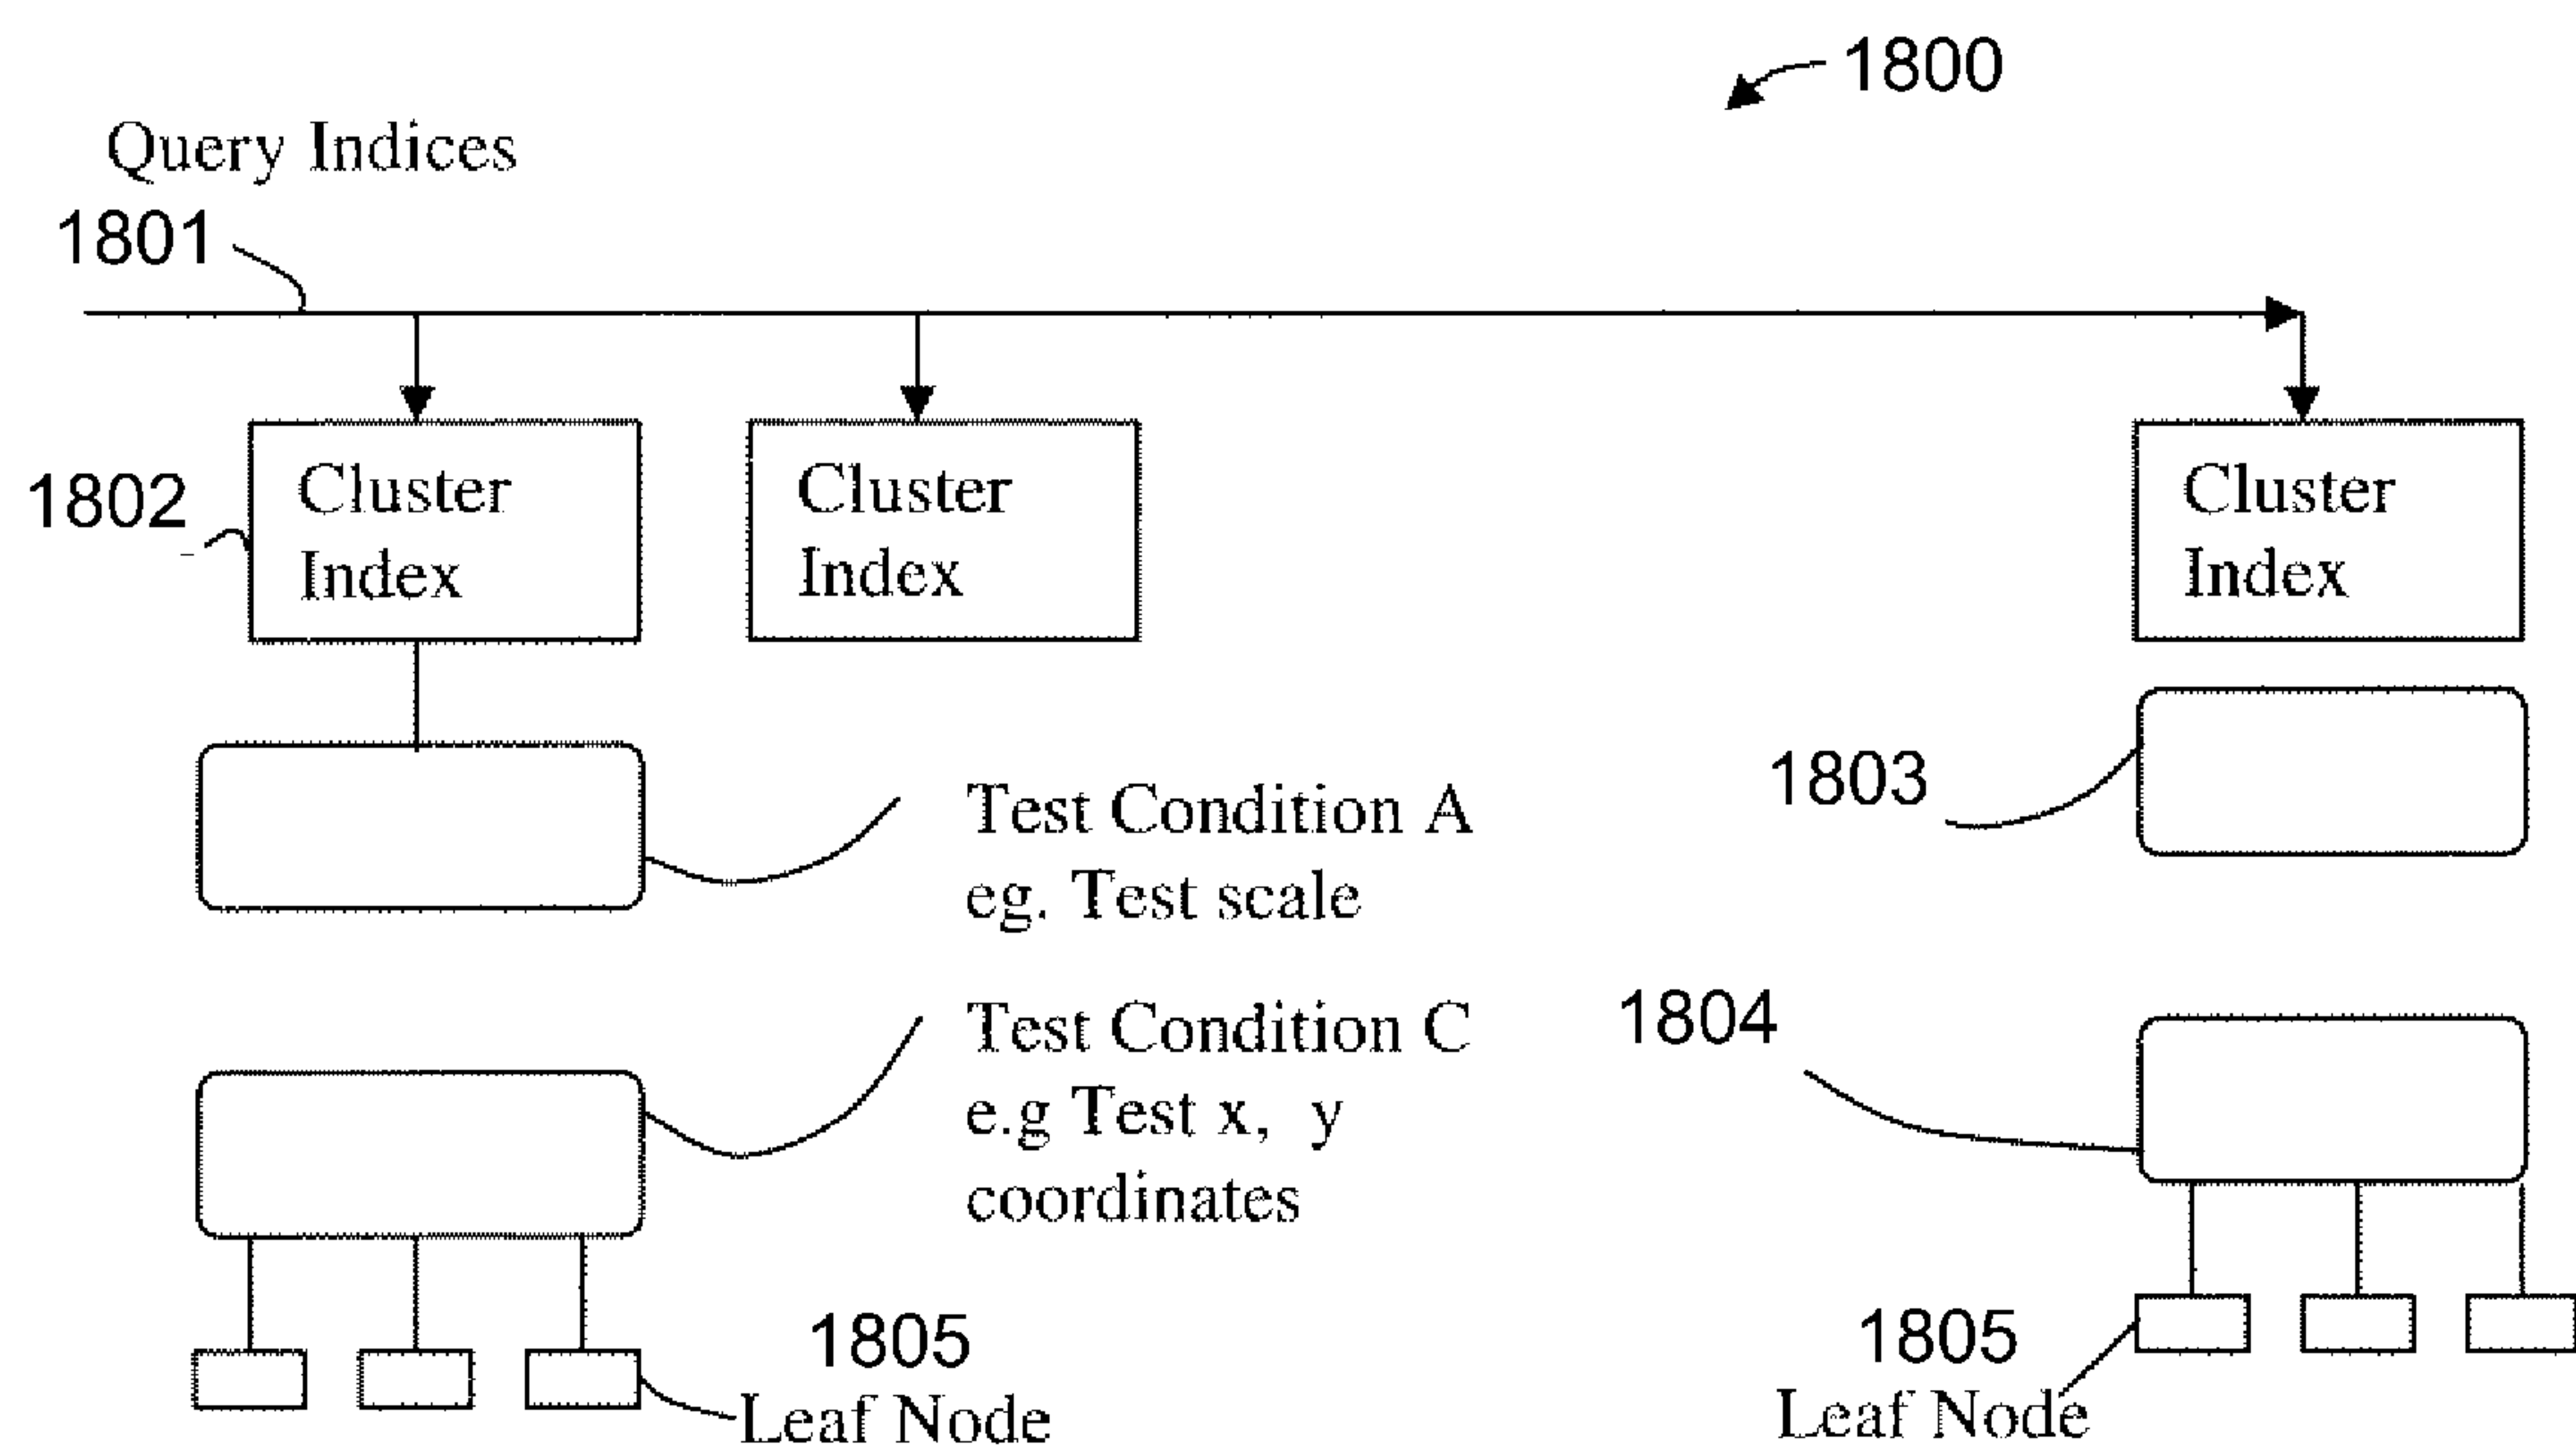 1800
Query Indices
1801
Cluster
Index
Cluster
Index
Cluster
Index
1802
1803
Test Condition A
eg. Test scale
1804
Test Condition C
e.g Test x, y
coordinates
1805
Leaf Node
1805
Leaf Node